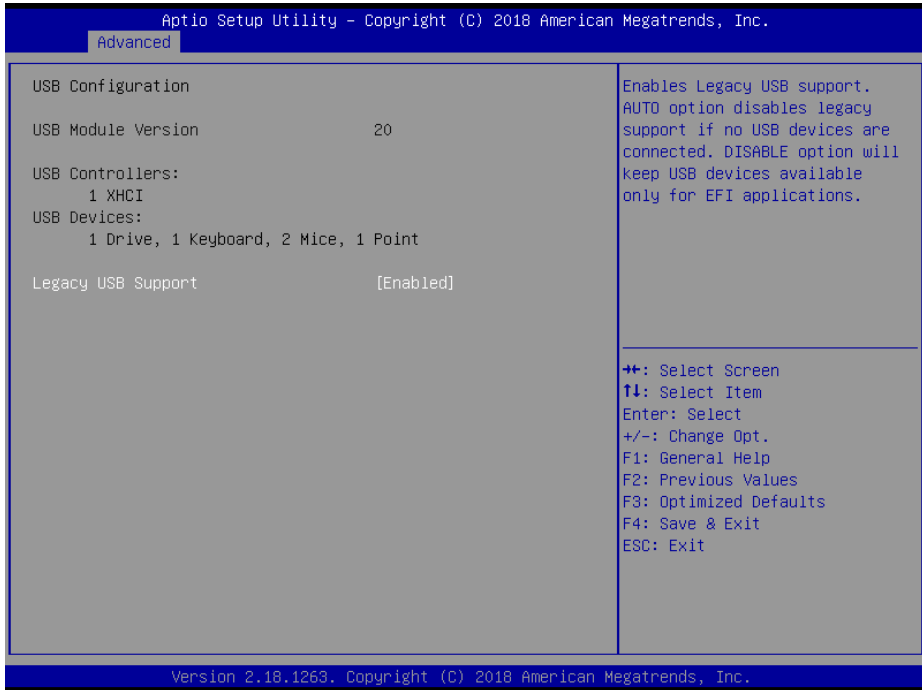 Aptio Setup Utility – Copyright (C) 2018 American Megatrends, Inc.
Advanced
USB Configuration
USB Module Version 20
USB Controllers:
1 XHCI
USB Devices:
1 Drive, 1 Keyboard, 2 Mice, 1 Point
Legacy USB Support [Enabled]
Enables Legacy USB support.
AUTO option disables legacy
support if no USB devices are
connected. DISABLE option will
keep USB devices available
only for EFI applications.
→←: Select Screen
↑↓: Select Item
Enter: Select
+/-: Change Opt.
F1: General Help
F2: Previous Values
F3: Optimized Defaults
F4: Save & Exit
ESC: Exit
Version 2.18.1263. Copyright (C) 2018 American Megatrends, Inc.